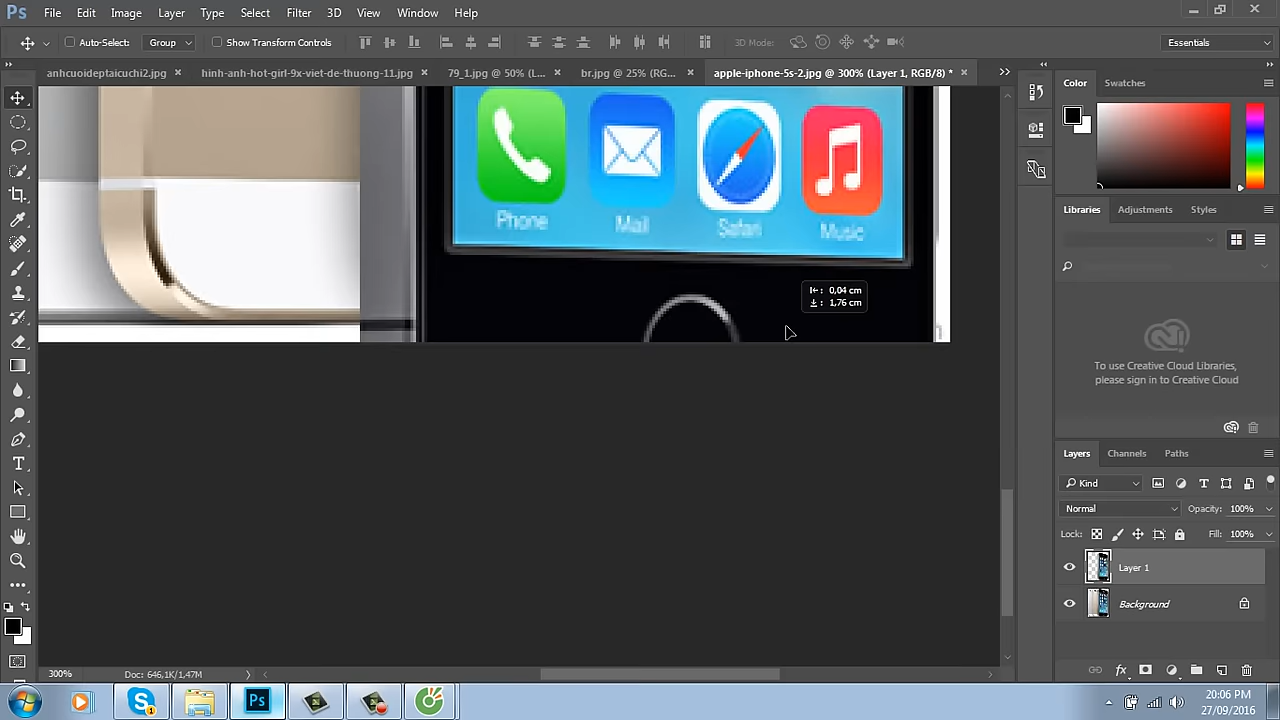 Ps File Edit Image Layer Type Select Filter 3D View Window Help
Auto-Select: Group Show Transform Controls 3D Mode: Essentials
anhcuoideptaicuchi2.jpg × hinh-anh-hot-girl-9x-viet-de-thuong-11.jpg × 79_1.jpg @ 50% (L... × br.jpg @ 25% (RG... × apple-iphone-5s-2.jpg @ 300% (Layer 1, RGB/8) * ×
Color Swatches
Phone Mail Safari Music
Libraries Adjustments Styles
0,04 cm
1,76 cm
To use Creative Cloud Libraries,
please sign in to Creative Cloud
Layers Channels Paths
Kind
Normal Opacity: 100%
Lock: Fill: 100%
Layer 1
Background
300% Doc: 646,1K/1,47M
Ps
20:06 PM
27/09/2016